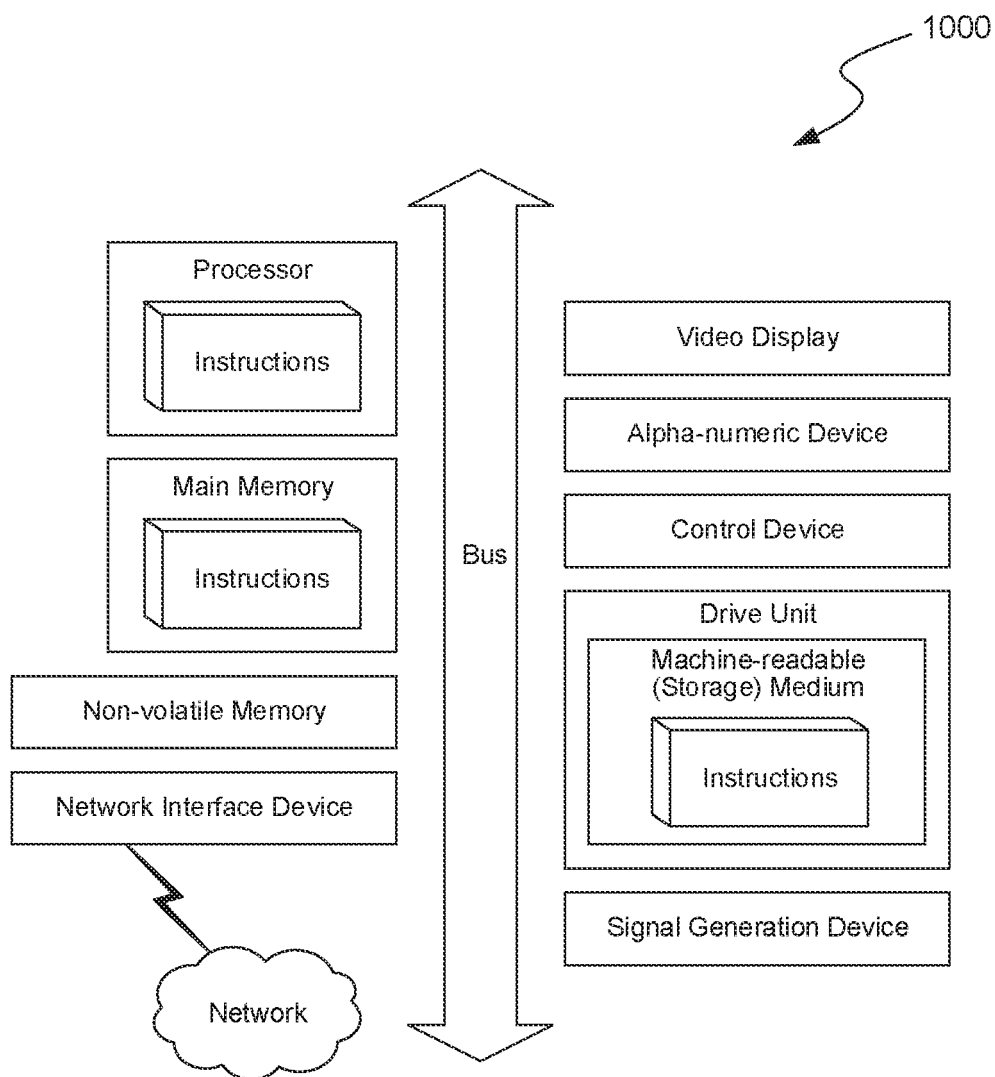 1000
Processor
Instructions
Main Memory
Instructions
Non-volatile Memory
Network Interface Device
Network
Bus
Video Display
Alpha-numeric Device
Control Device
Drive Unit
Machine-readable
(Storage) Medium
Instructions
Signal Generation Device